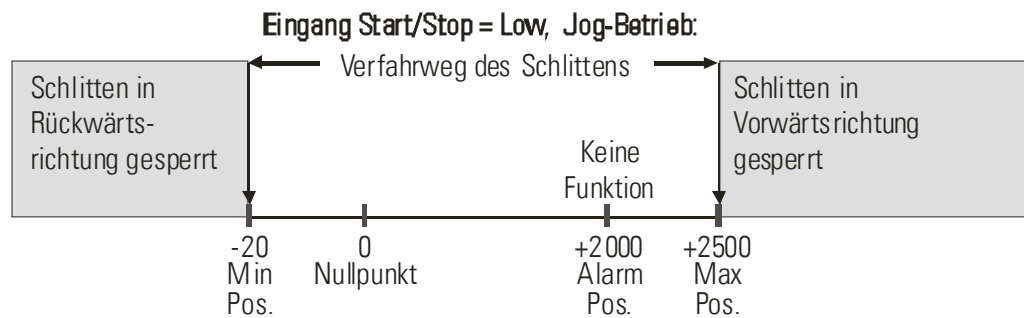 Eingang Start/Stop = Low, Jog-Betrieb:
Verfahrweg des Schlittens
Schlitten in
Rückwärts-
richtung gesperrt
Schlitten in
Vorwärtsrichtung
gesperrt
Keine
Funktion
-20
Min
Pos.
0
Nullpunkt
+2000
Alarm
Pos.
+2500
Max
Pos.